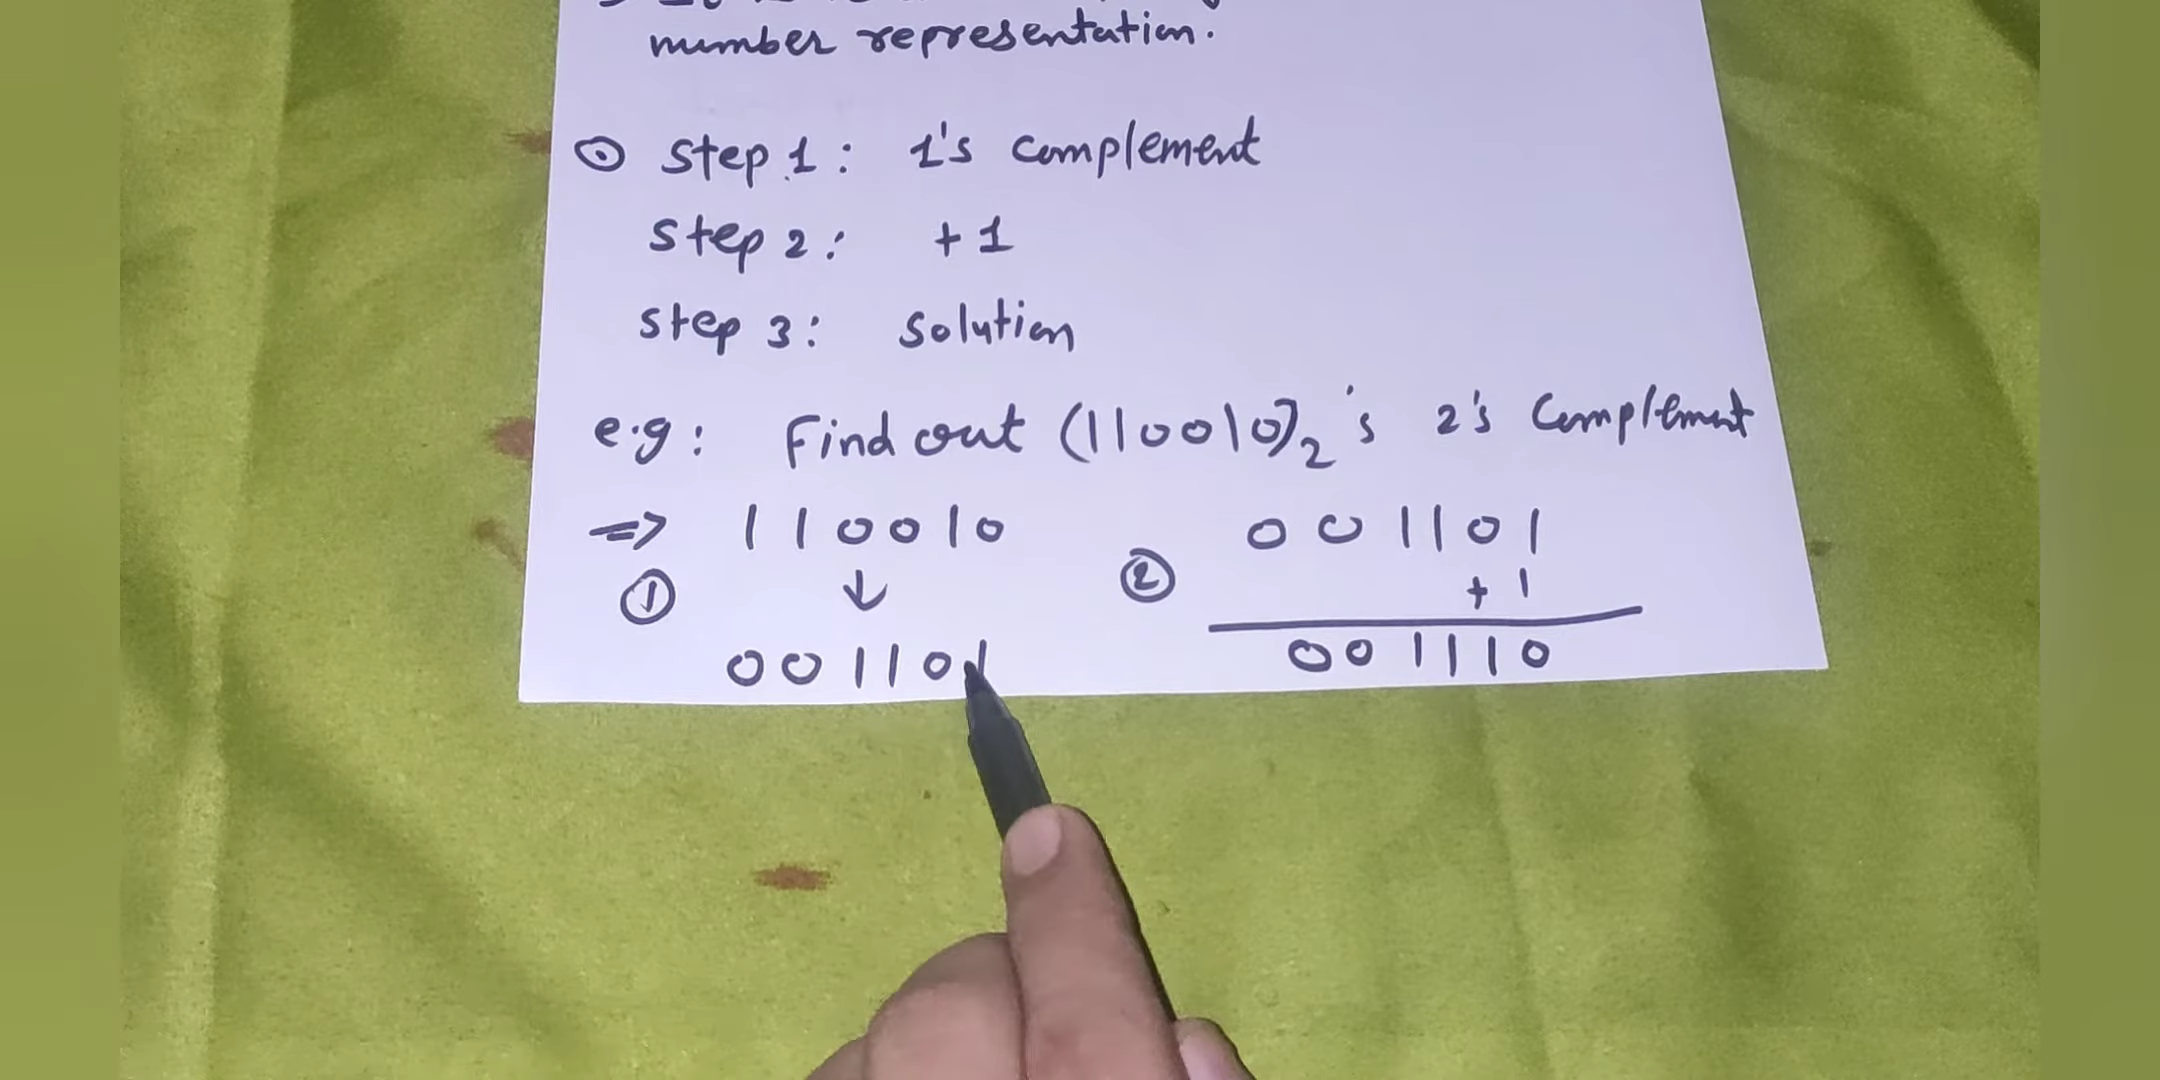 number representation.
⊙ Step 1: 1's complement
Step 2: +1
Step 3: Solution
e.g: Find out (110010)₂'s 2's Complement
=> 110010 001101
① ↓ ② +1
001101 001110